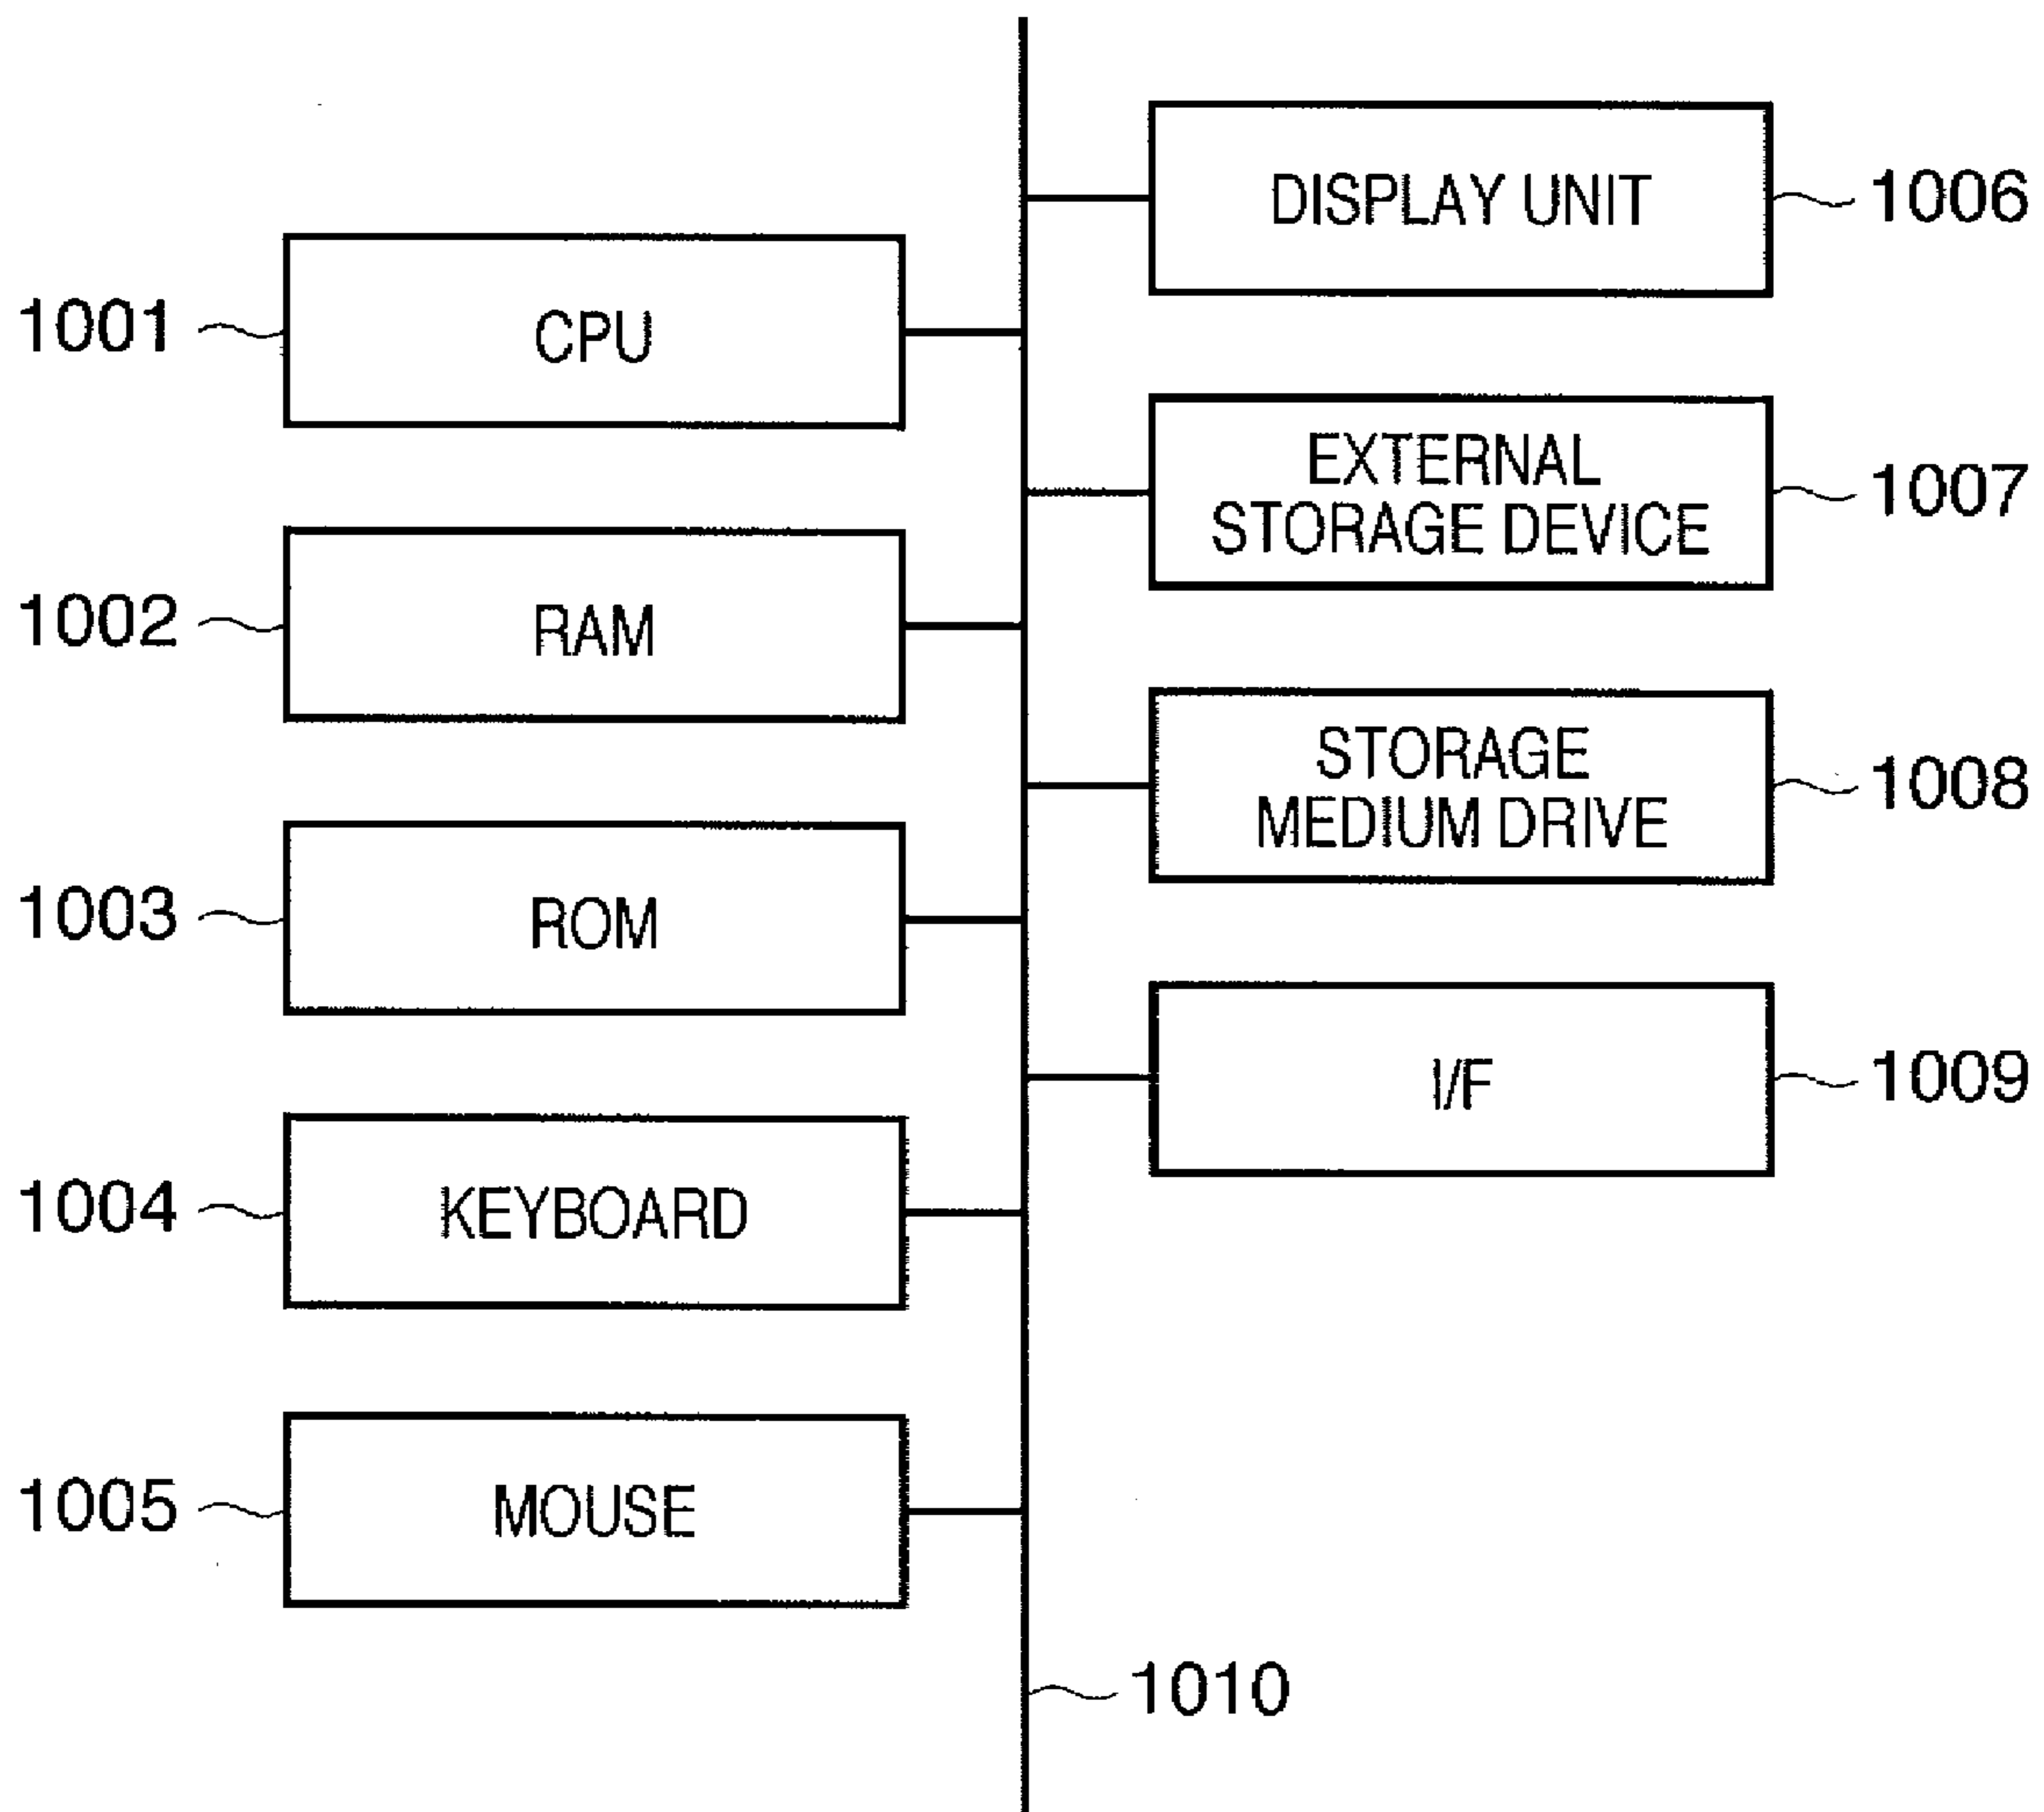 1001
CPU
1002
RAM
1003
ROM
1004
KEYBOARD
1005
MOUSE
DISPLAY UNIT
1006
EXTERNAL
STORAGE DEVICE
1007
STORAGE
MEDIUM DRIVE
1008
I/F
1009
1010